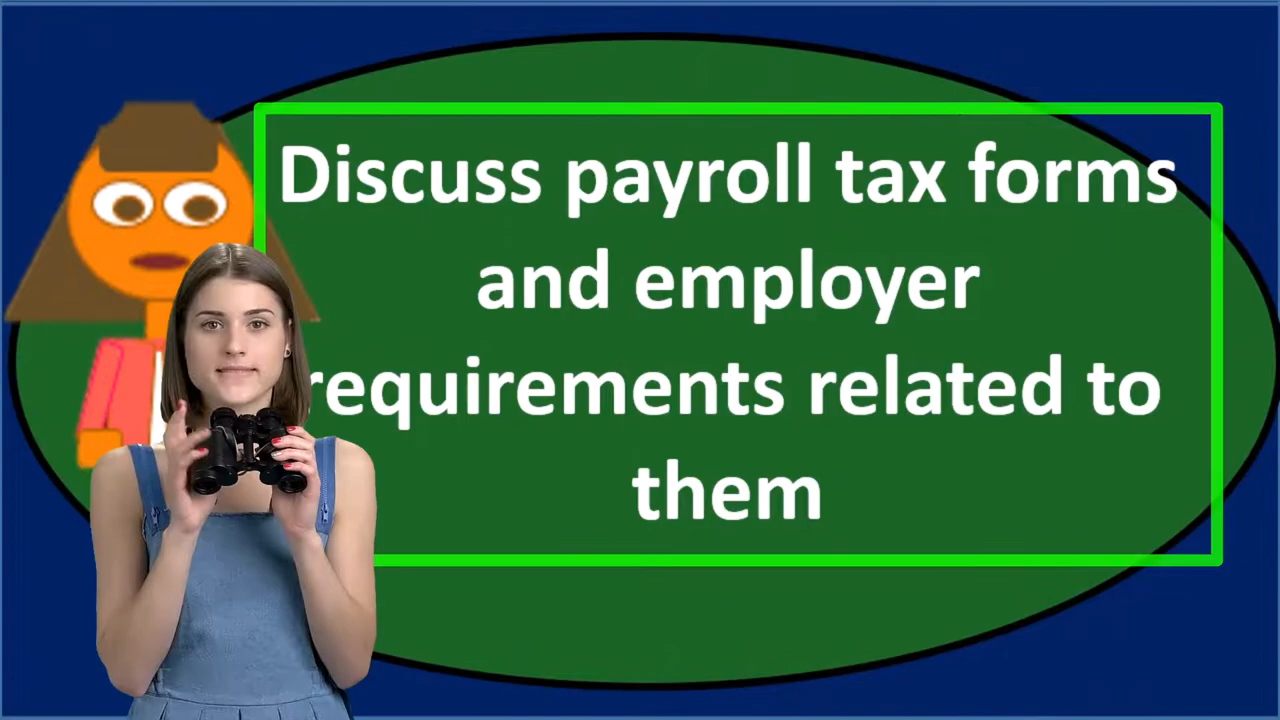 Discuss payroll tax forms
and employer
requirements related to
them